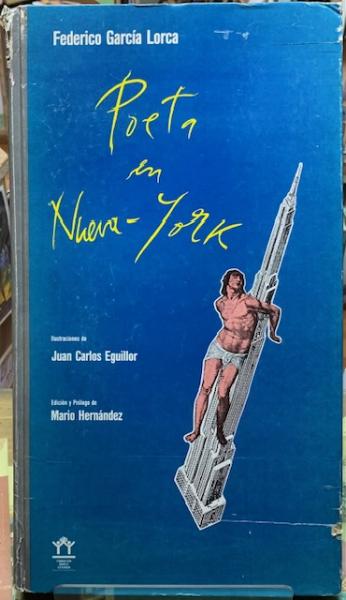 Federico García Lorca
Poeta
en
Nueva-York
Ilustraciones de
Juan Carlos Eguillor
Edición y Prólogo de
Mario Hernández